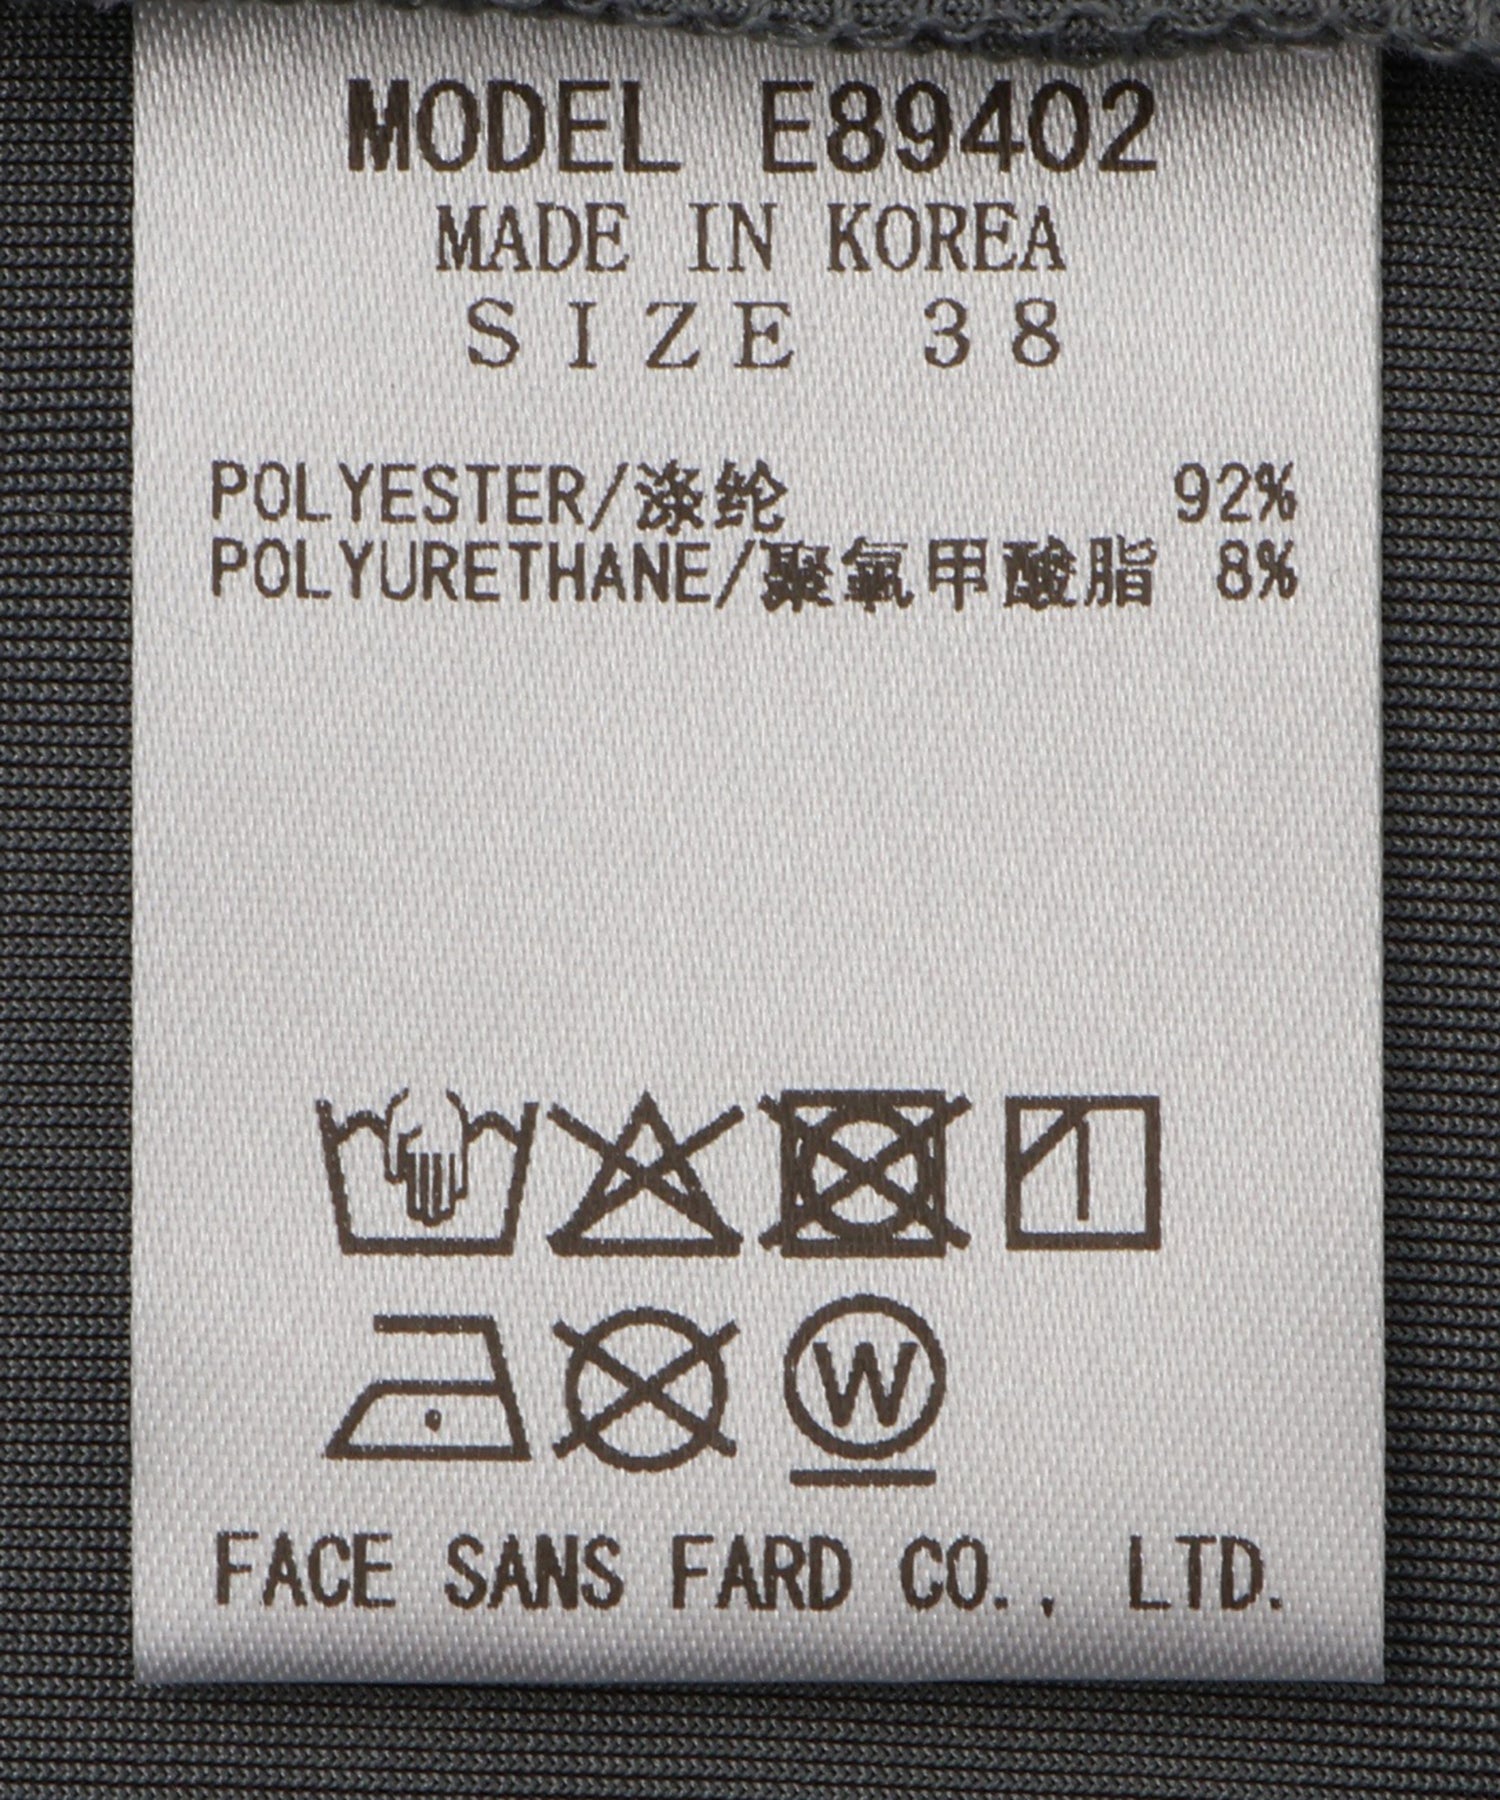 MODEL E89402
MADE IN KOREA
SIZE 38
POLYESTER/涤纶 92%
POLYURETHANE/聚氨甲酸脂 8%
W
FACE SANS FARD CO., LTD.